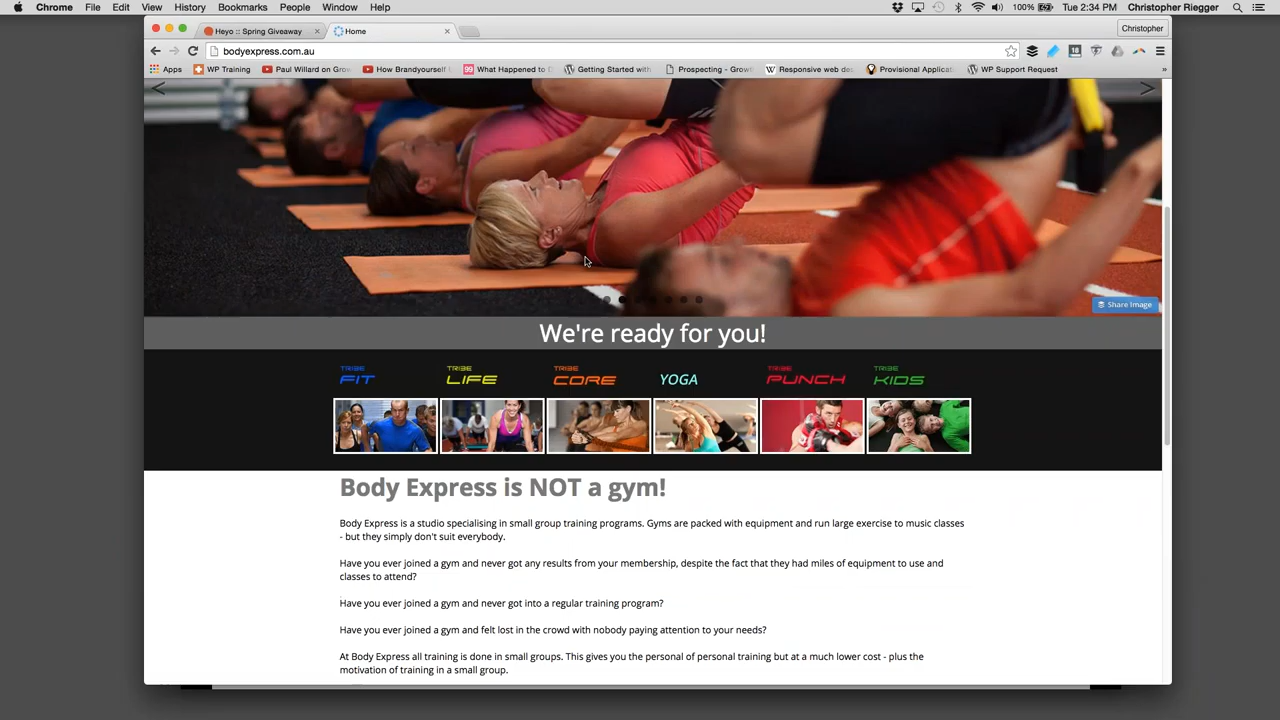 Chrome File Edit View History Bookmarks People Window Help 100% Tue 2:34 PM Christopher Riegger
Heyo :: Spring Giveaway Home Christopher
bodyexpress.com.au
Apps WP Training Paul Willard on Gro How Brandyourself What Happened to Getting Started with Prospecting - Growt Responsive web des Provisional Applicat WP Support Request »
Share Image
We're ready for you!
TRIBE FIT TRIBE LIFE TRIBE CORE YOGA TRIBE PUNCH TRIBE KIDS
Body Express is NOT a gym!
Body Express is a studio specialising in small group training programs. Gyms are packed with equipment and run large exercise to music classes
- but they simply don't suit everybody.
Have you ever joined a gym and never got any results from your membership, despite the fact that they had miles of equipment to use and
classes to attend?
Have you ever joined a gym and never got into a regular training program?
Have you ever joined a gym and felt lost in the crowd with nobody paying attention to your needs?
At Body Express all training is done in small groups. This gives you the personal of personal training but at a much lower cost - plus the
motivation of training in a small group.